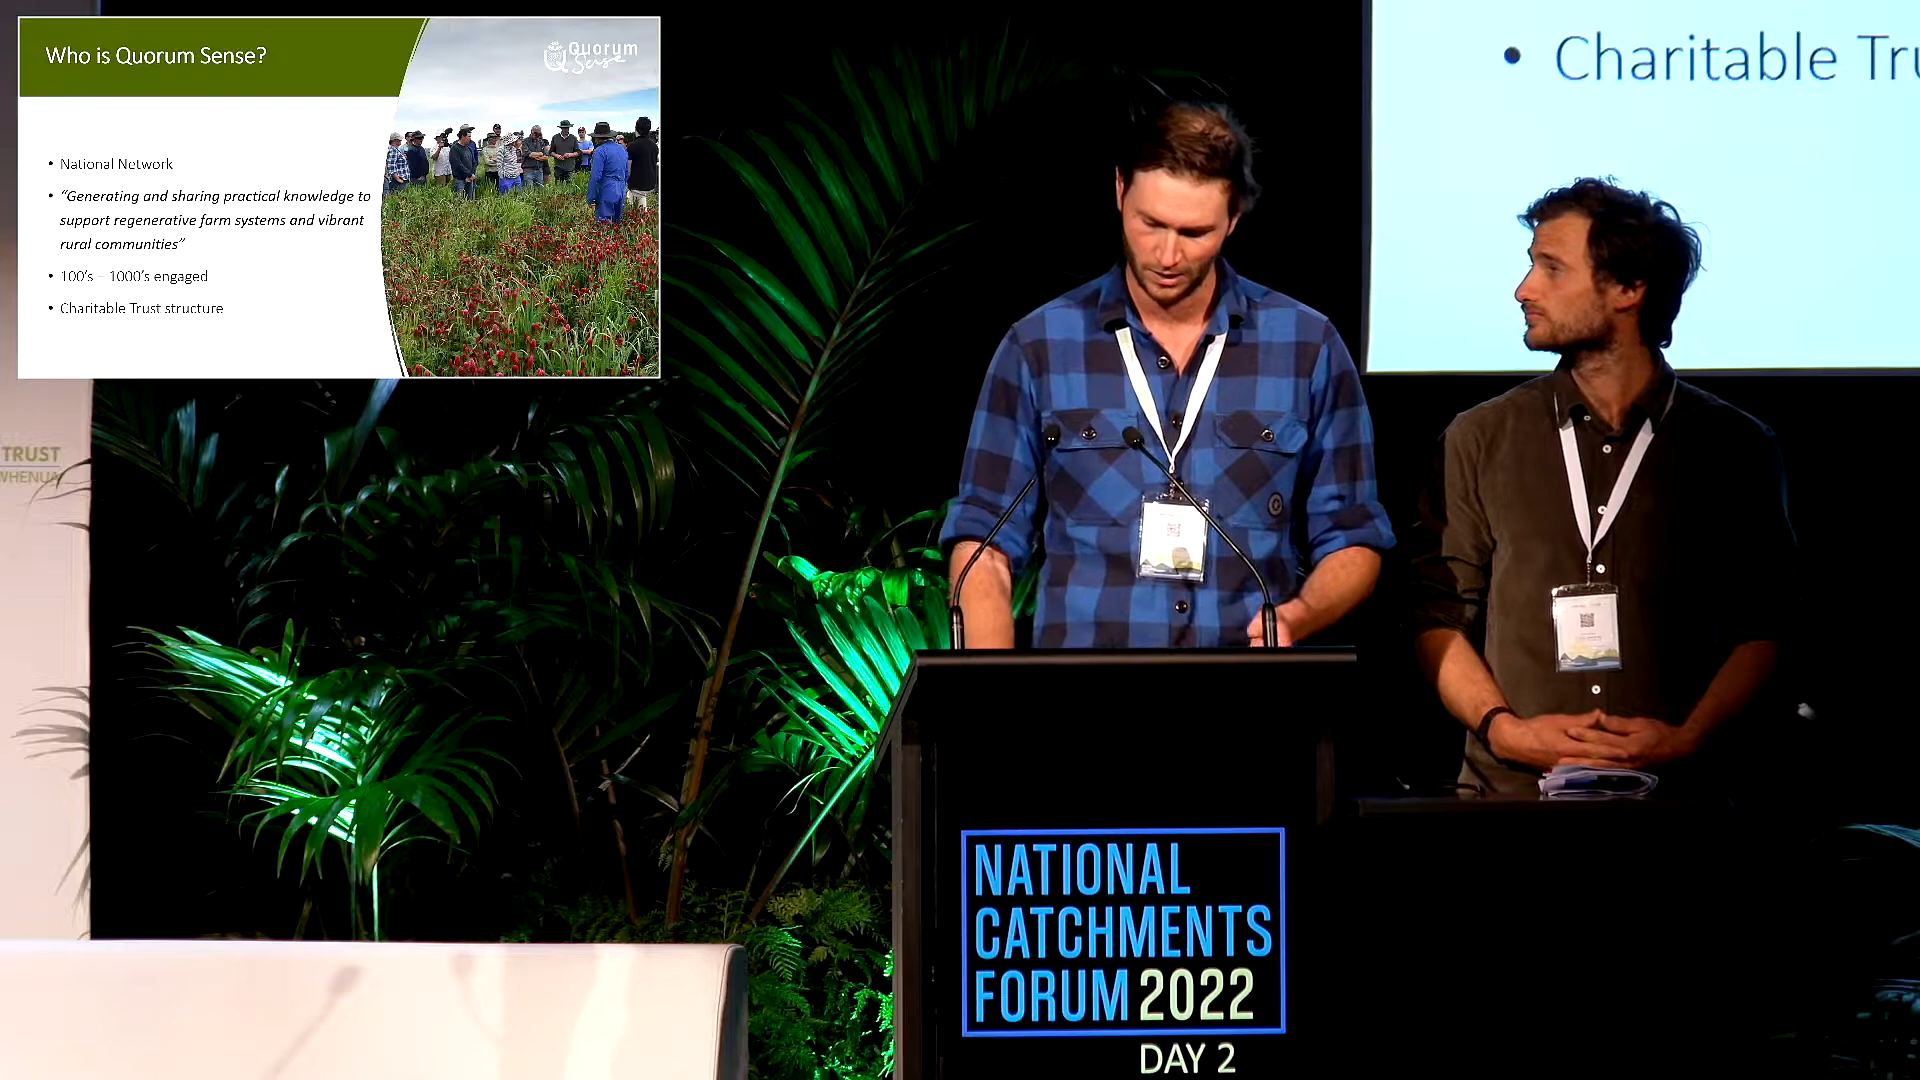 Who is Quorum Sense?
Quorum
Sense
• National Network
• “Generating and sharing practical knowledge to
support regenerative farm systems and vibrant
rural communities”
• 100’s – 1000’s engaged
• Charitable Trust structure
• Charitable Tru
TRUST
WHENUA
NATIONAL
CATCHMENTS
FORUM 2022
DAY 2